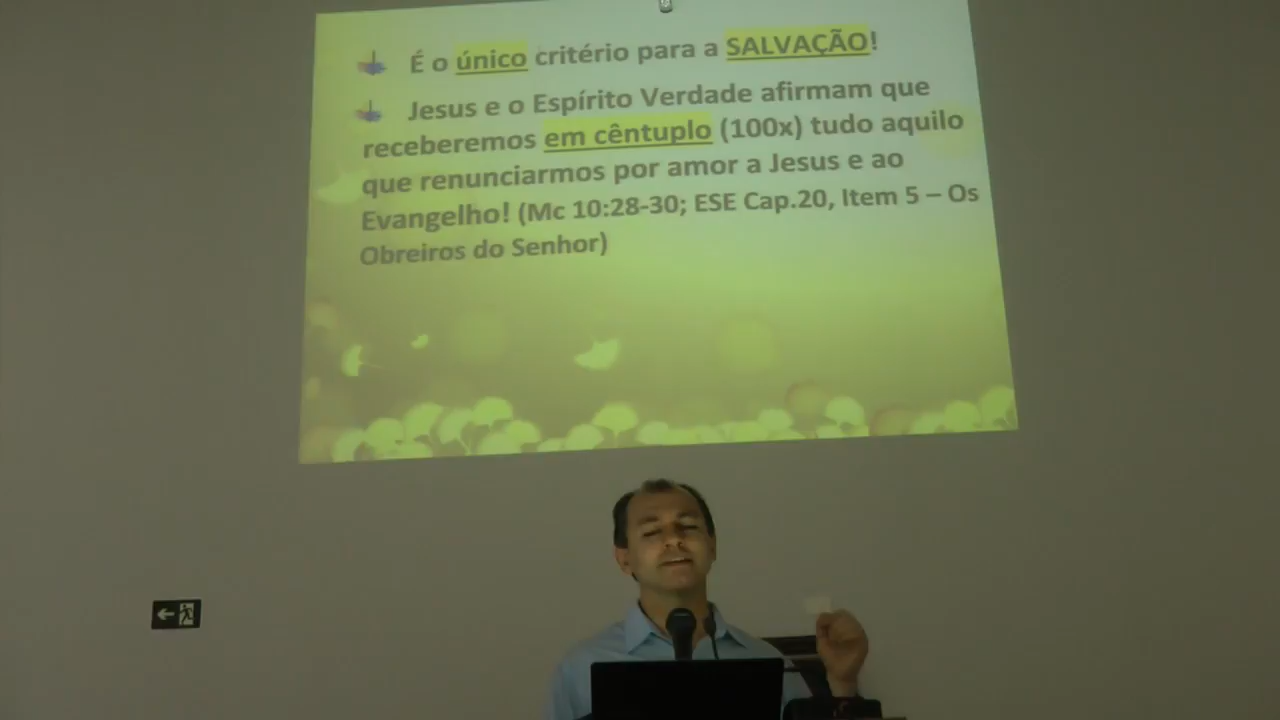 É o único critério para a SALVAÇÃO!
Jesus e o Espírito Verdade afirmam que
receberemos em cêntuplo (100x) tudo aquilo
que renunciarmos por amor a Jesus e ao
Evangelho! (Mc 10:28-30; ESE Cap.20, Item 5 – Os
Obreiros do Senhor)